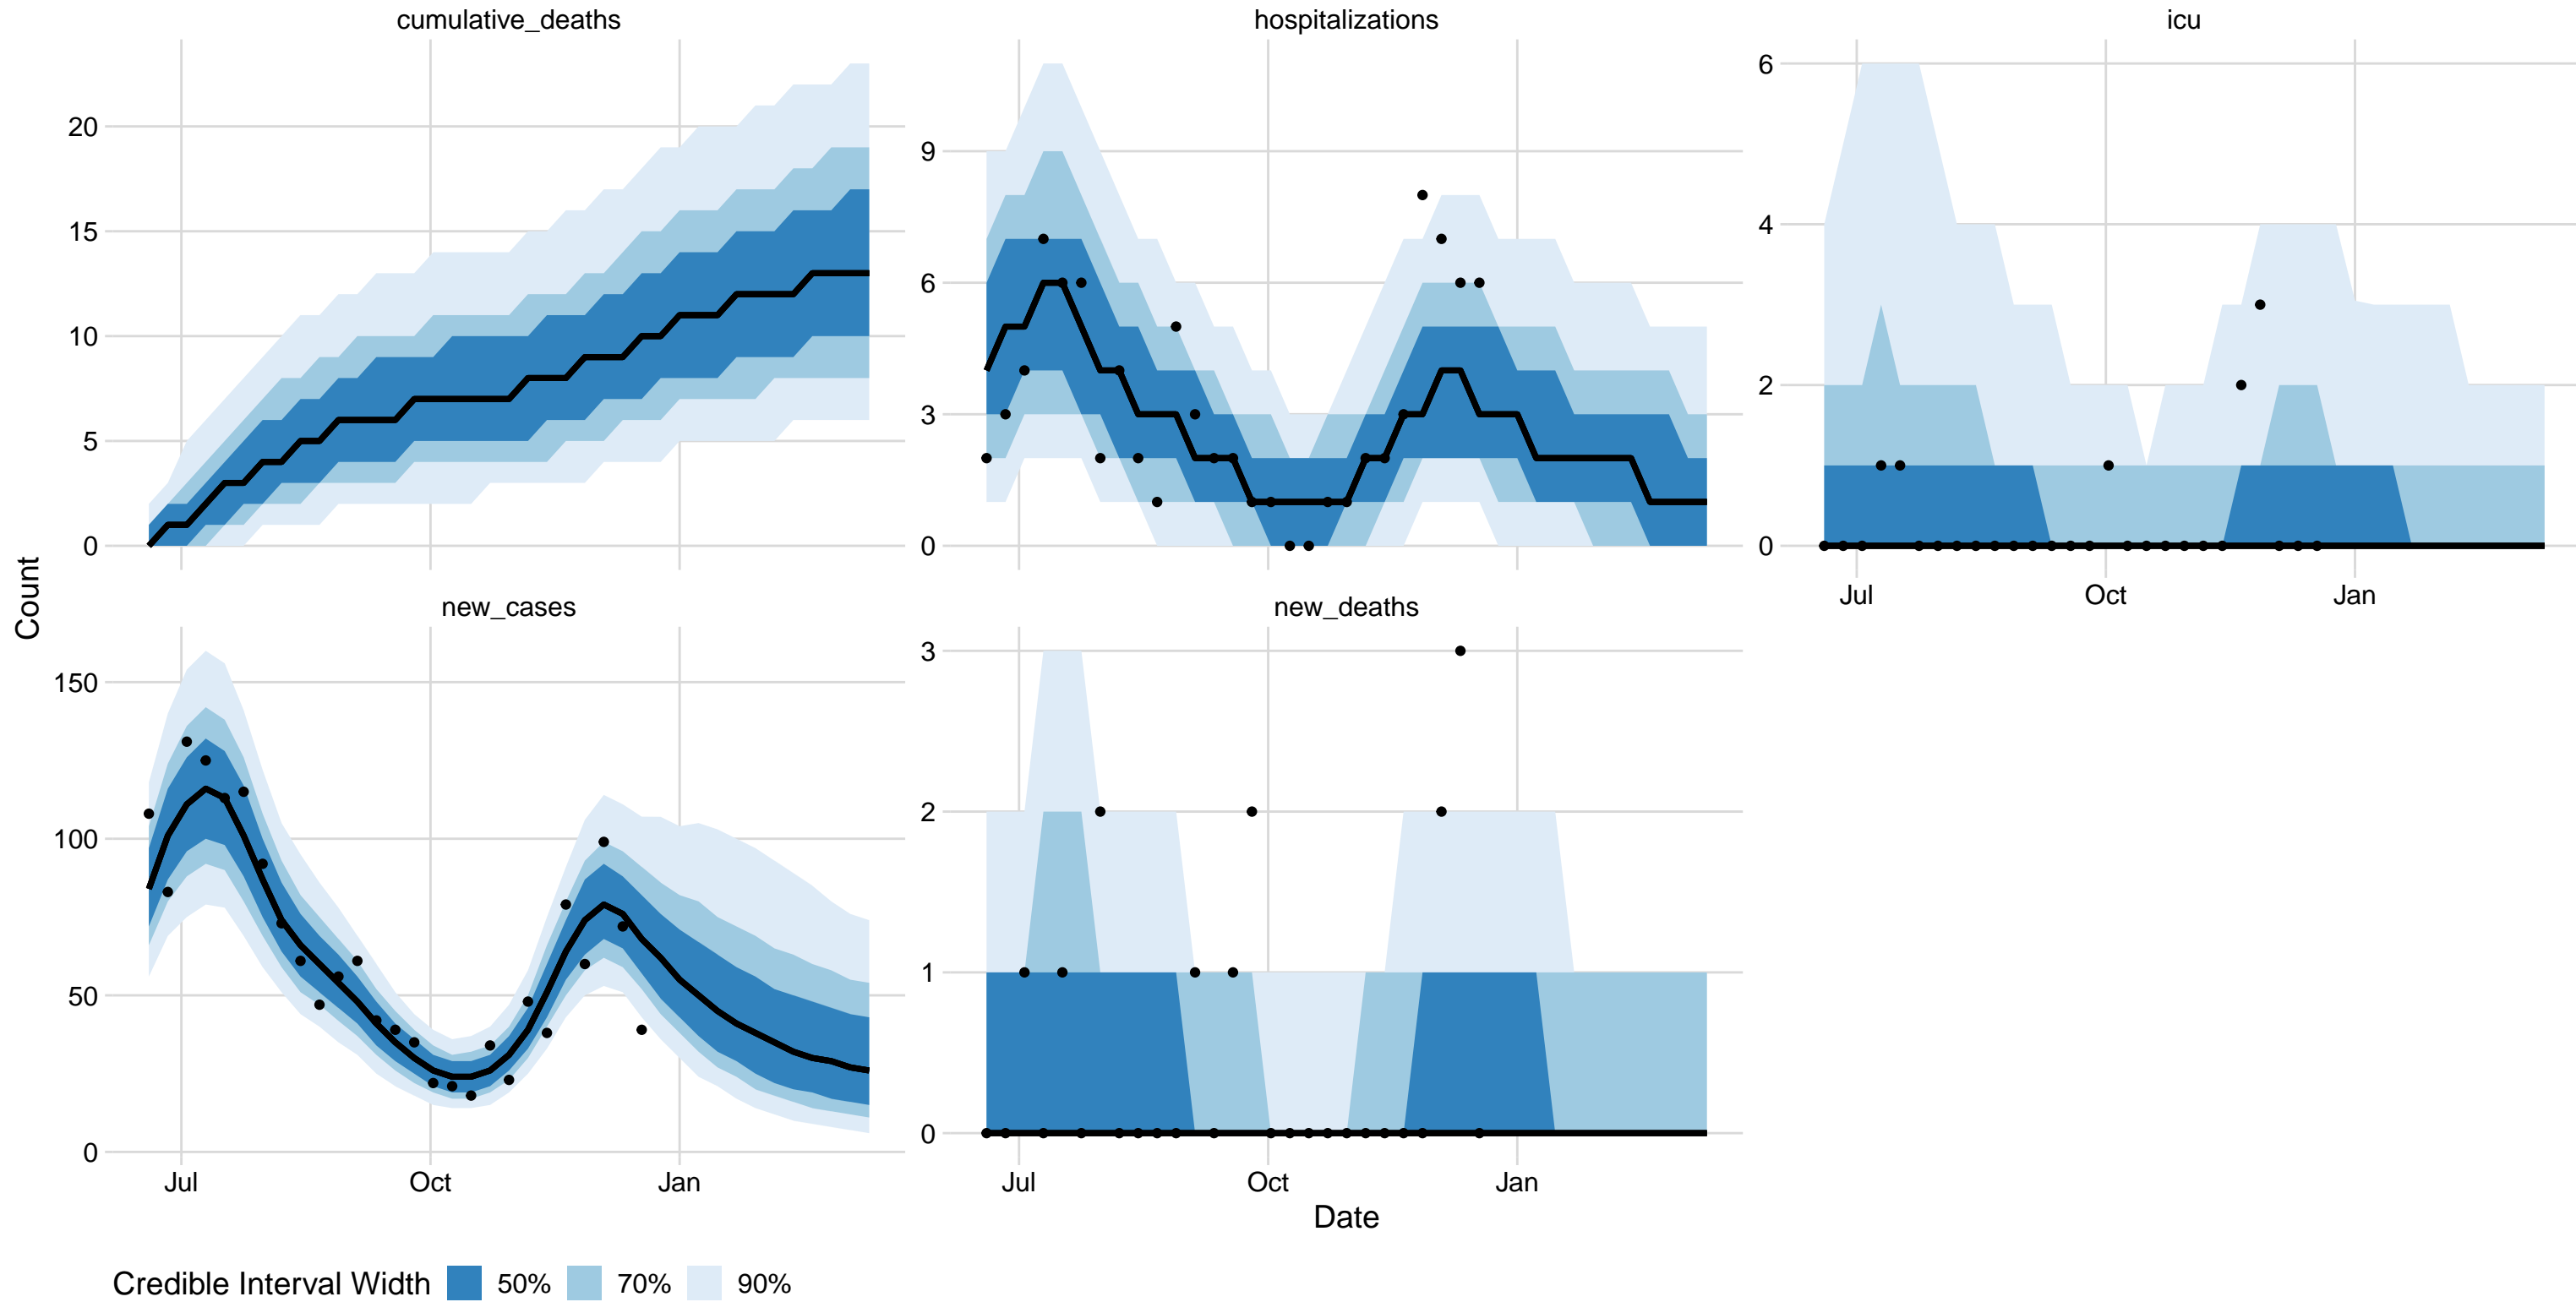 cumulative_deaths
hospitalizations
icu
20
15
10
5
0
9
6
3
0
6
4
2
0
Jul Oct Jan
Count
new_cases
new_deaths
150
100
50
0
3
2
1
0
Jul Oct Jan
Jul Oct Jan
Date
Credible Interval Width 50% 70% 90%